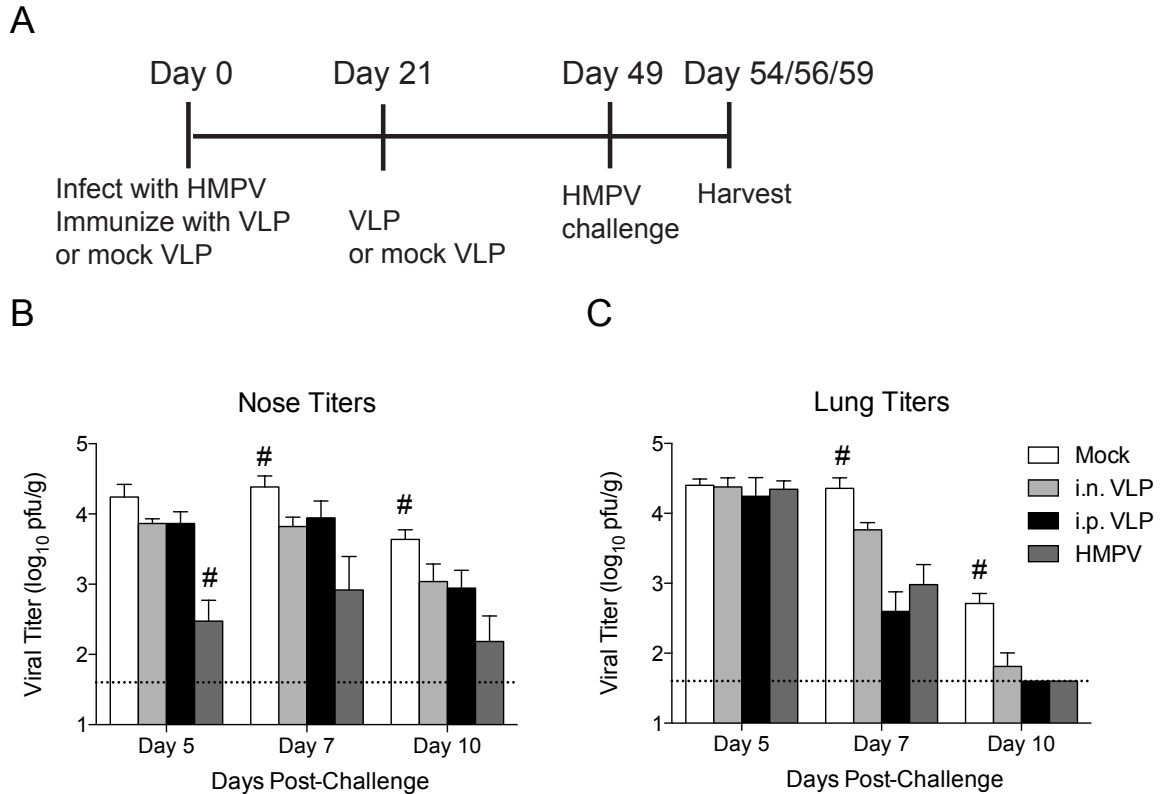 A
Day 0 Day 21 Day 49 Day 54/56/59
Infect with HMPV
Immunize with VLP
or mock VLP
VLP
or mock VLP
HMPV
challenge
Harvest
B
Nose Titers
Viral Titer (log10 pfu/g)
5
4
3
2
1
#
#
#
Day 5 Day 7 Day 10
Days Post-Challenge
C
Lung Titers
Viral Titer (log10 pfu/g)
5
4
3
2
1
#
#
Day 5 Day 7 Day 10
Days Post-Challenge
Mock
i.n. VLP
i.p. VLP
HMPV